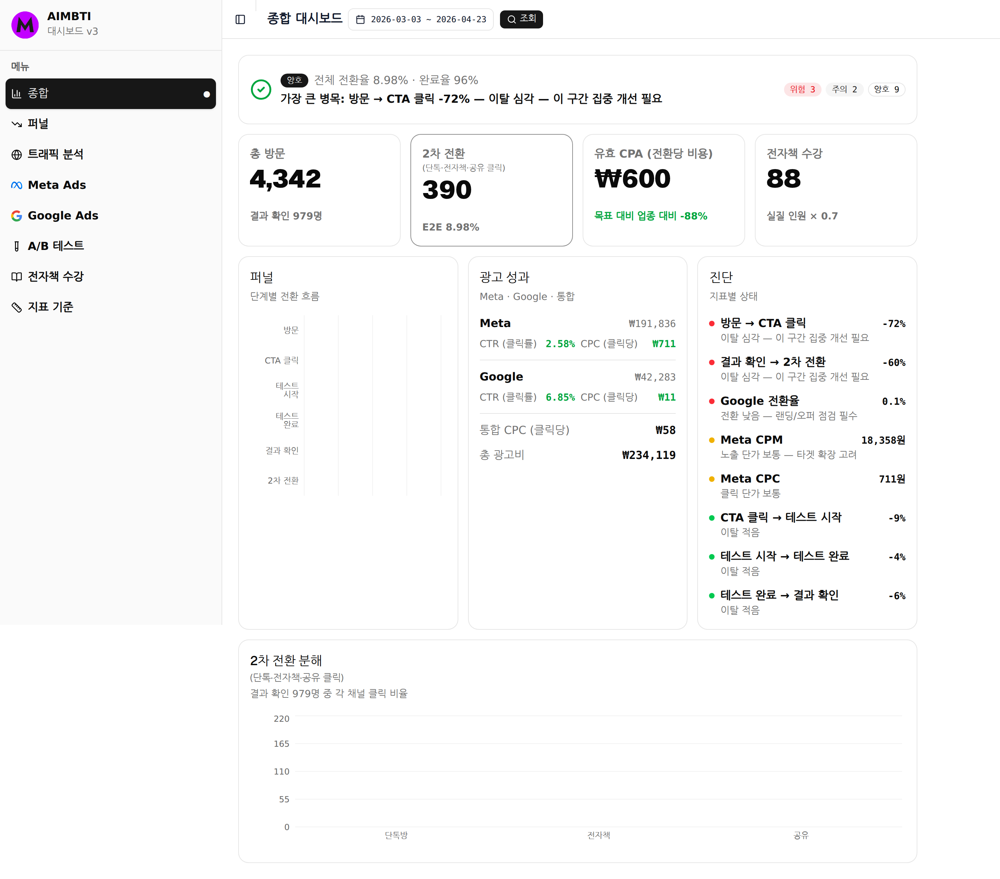 AIMBTI
대시보드 v3
메뉴
종합
퍼널
트래픽 분석
Meta Ads
Google Ads
A/B 테스트
전자책 수강
지표 기준
종합 대시보드
2026-03-03 ~ 2026-04-23
조회
양호 전체 전환율 8.98% · 완료율 96%
가장 큰 병목: 방문 → CTA 클릭 -72% — 이탈 심각 — 이 구간 집중 개선 필요
위험 3 주의 2 양호 9
총 방문
4,342
결과 확인 979명
2차 전환
(단톡·전자책·공유 클릭)
390
E2E 8.98%
유효 CPA (전환당 비용)
₩600
목표 대비 업종 대비 -88%
전자책 수강
88
실질 인원 × 0.7
퍼널
단계별 전환 흐름
방문
CTA 클릭
테스트
시작
테스트
완료
결과 확인
2차 전환
광고 성과
Meta · Google · 통합
Meta ₩191,836
CTR (클릭률) 2.58% CPC (클릭당) ₩711
Google ₩42,283
CTR (클릭률) 6.85% CPC (클릭당) ₩11
통합 CPC (클릭당) ₩58
총 광고비 ₩234,119
진단
지표별 상태
방문 → CTA 클릭 -72%
이탈 심각 — 이 구간 집중 개선 필요
결과 확인 → 2차 전환 -60%
이탈 심각 — 이 구간 집중 개선 필요
Google 전환율 0.1%
전환 낮음 — 랜딩/오퍼 점검 필수
Meta CPM 18,358원
노출 단가 보통 — 타겟 확장 고려
Meta CPC 711원
클릭 단가 보통
CTA 클릭 → 테스트 시작 -9%
이탈 적음
테스트 시작 → 테스트 완료 -4%
이탈 적음
테스트 완료 → 결과 확인 -6%
이탈 적음
2차 전환 분해
(단톡·전자책·공유 클릭)
결과 확인 979명 중 각 채널 클릭 비율
220
165
110
55
0
단톡방 전자책 공유